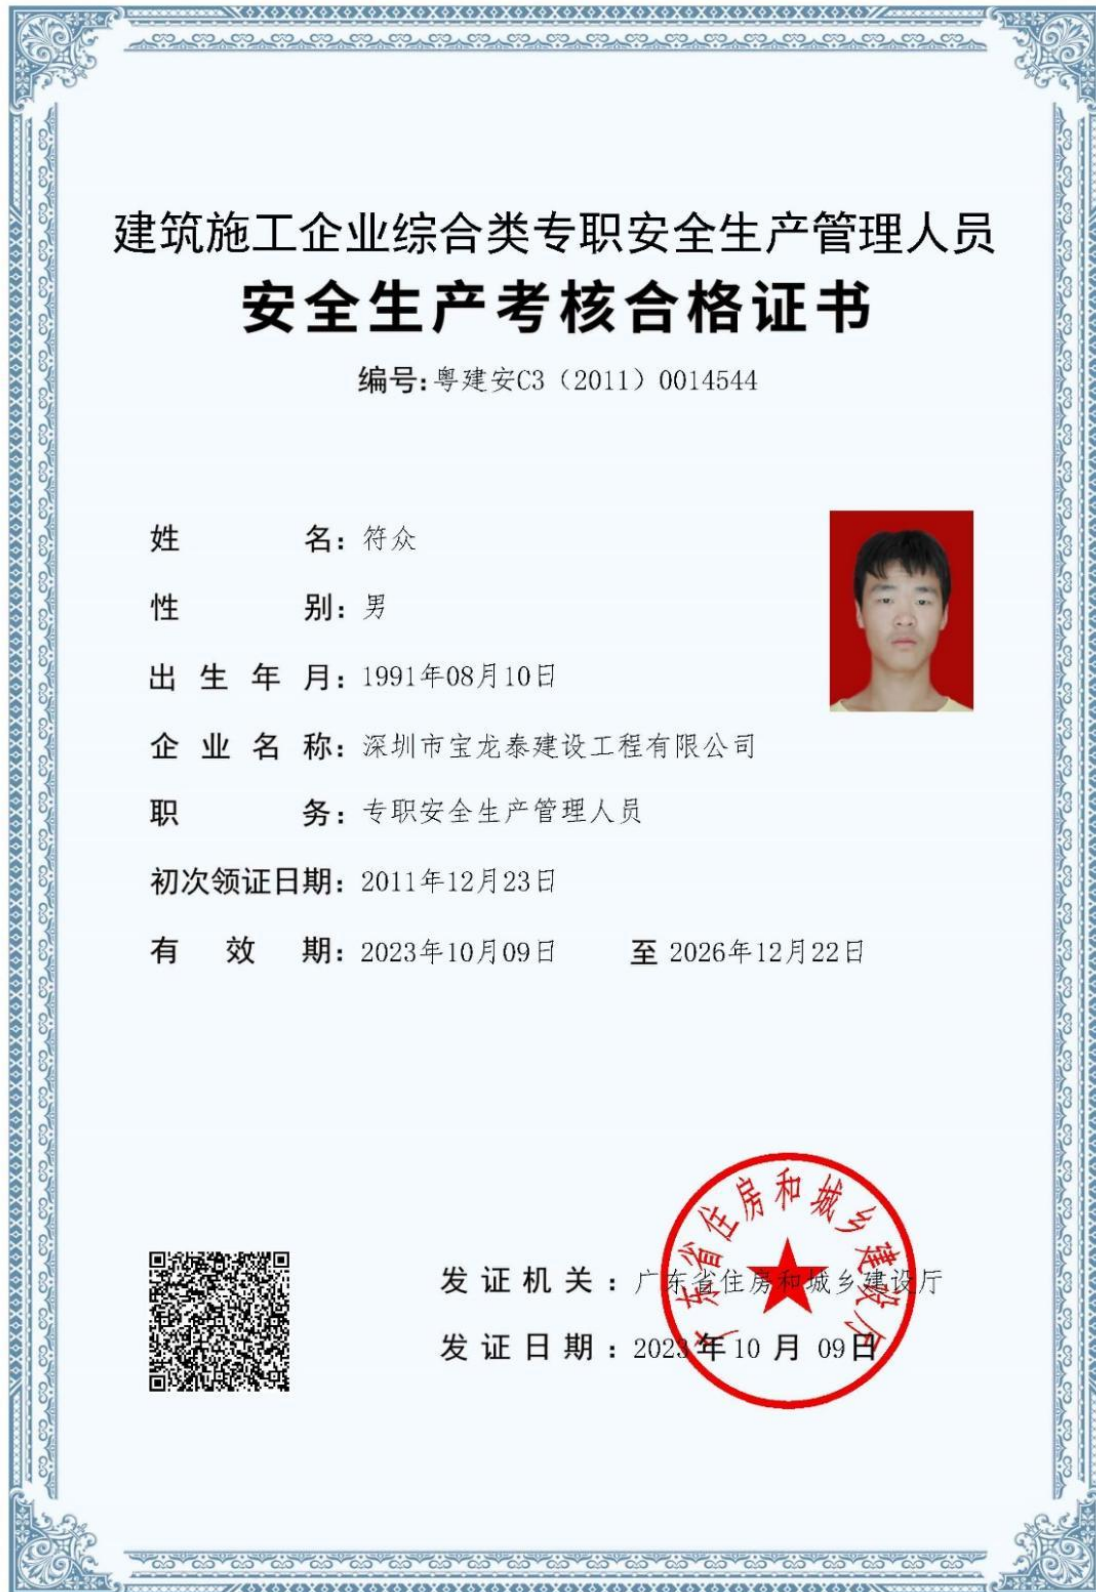 建筑施工企业综合类专职安全生产管理人员
安全生产考核合格证书
编号:粤建安C3（2011）0014544
姓名：符众
性别：男
出生年月：1991年08月10日
企业名称：深圳市宝龙泰建设工程有限公司
职务：专职安全生产管理人员
初次领证日期：2011年12月23日
有效期：2023年10月09日 至 2026年12月22日
广东省住房和城乡建设厅
发证机关：广东省住房和城乡建设厅
发证日期：2023年10月09日